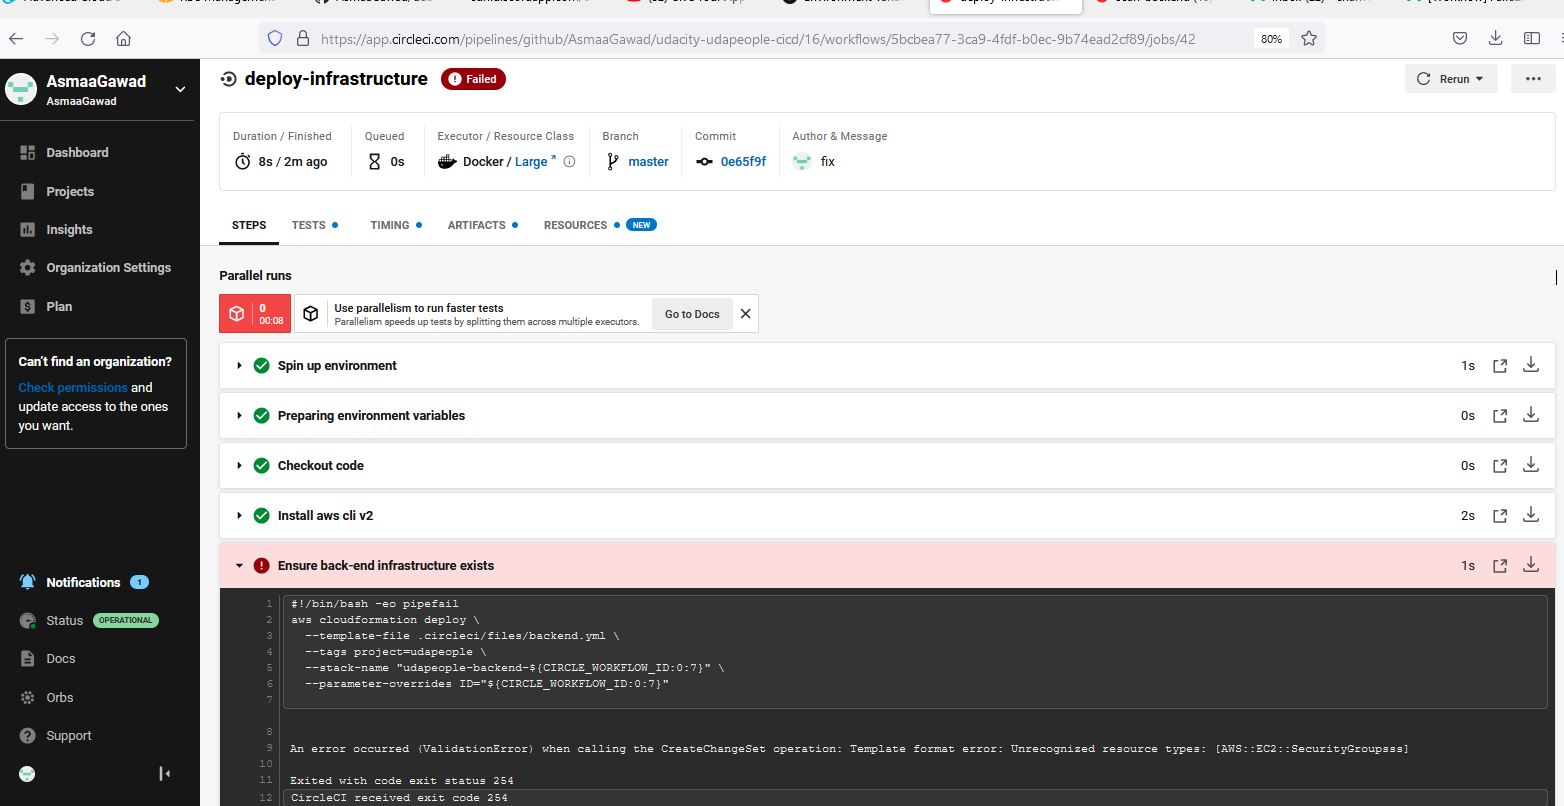 https://app.circleci.com/pipelines/github/AsmaaGawad/udacity-udapeople-cicd/16/workflows/5bcbea77-3ca9-4fdf-b0ec-9b74ead2cf89/jobs/42
80%
AsmaaGawad
AsmaaGawad
Dashboard
Projects
Insights
Organization Settings
Plan
Can't find an organization?
Check permissions and
update access to the ones
you want.
Notifications 1
Status OPERATIONAL
Docs
Orbs
Support
deploy-infrastructure Failed
Rerun
Duration / Finished
8s / 2m ago
Queued
0s
Executor / Resource Class
Docker / Large
Branch
master
Commit
0e65f9f
Author & Message
fix
STEPS TESTS TIMING ARTIFACTS RESOURCES NEW
Parallel runs
0
00:08
Use parallelism to run faster tests
Parallelism speeds up tests by splitting them across multiple executors.
Go to Docs
Spin up environment 1s
Preparing environment variables 0s
Checkout code 0s
Install aws cli v2 2s
Ensure back-end infrastructure exists 1s
1 #!/bin/bash -eo pipefail
2 aws cloudformation deploy \
3 --template-file .circleci/files/backend.yml \
4 --tags project=udapeople \
5 --stack-name "udapeople-backend-${CIRCLE_WORKFLOW_ID:0:7}" \
6 --parameter-overrides ID="${CIRCLE_WORKFLOW_ID:0:7}"
7
8
9 An error occurred (ValidationError) when calling the CreateChangeSet operation: Template format error: Unrecognized resource types: [AWS::EC2::SecurityGroupsss]
10
11 Exited with code exit status 254
12 CircleCI received exit code 254